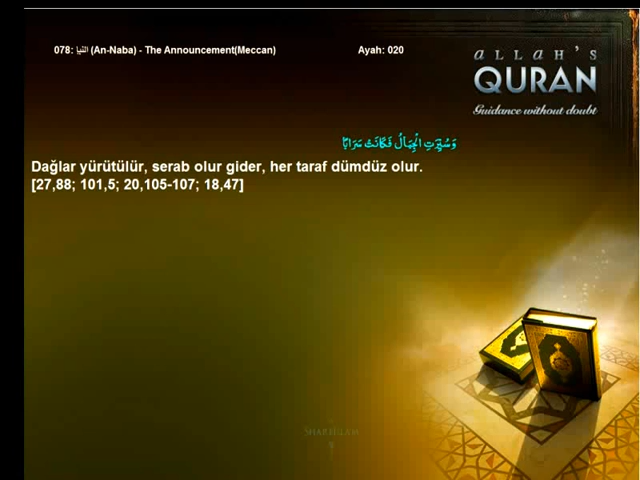 078: النبإ (An-Naba) - The Announcement(Meccan) Ayah: 020
ALLAH'S
QURAN
Guidance without doubt
وَسُيِّرَتِ الْجِبَالُ فَكَانَتْ سَرَابًا
Dağlar yürütülür, serab olur gider, her taraf dümdüz olur.
[27,88; 101,5; 20,105-107; 18,47]